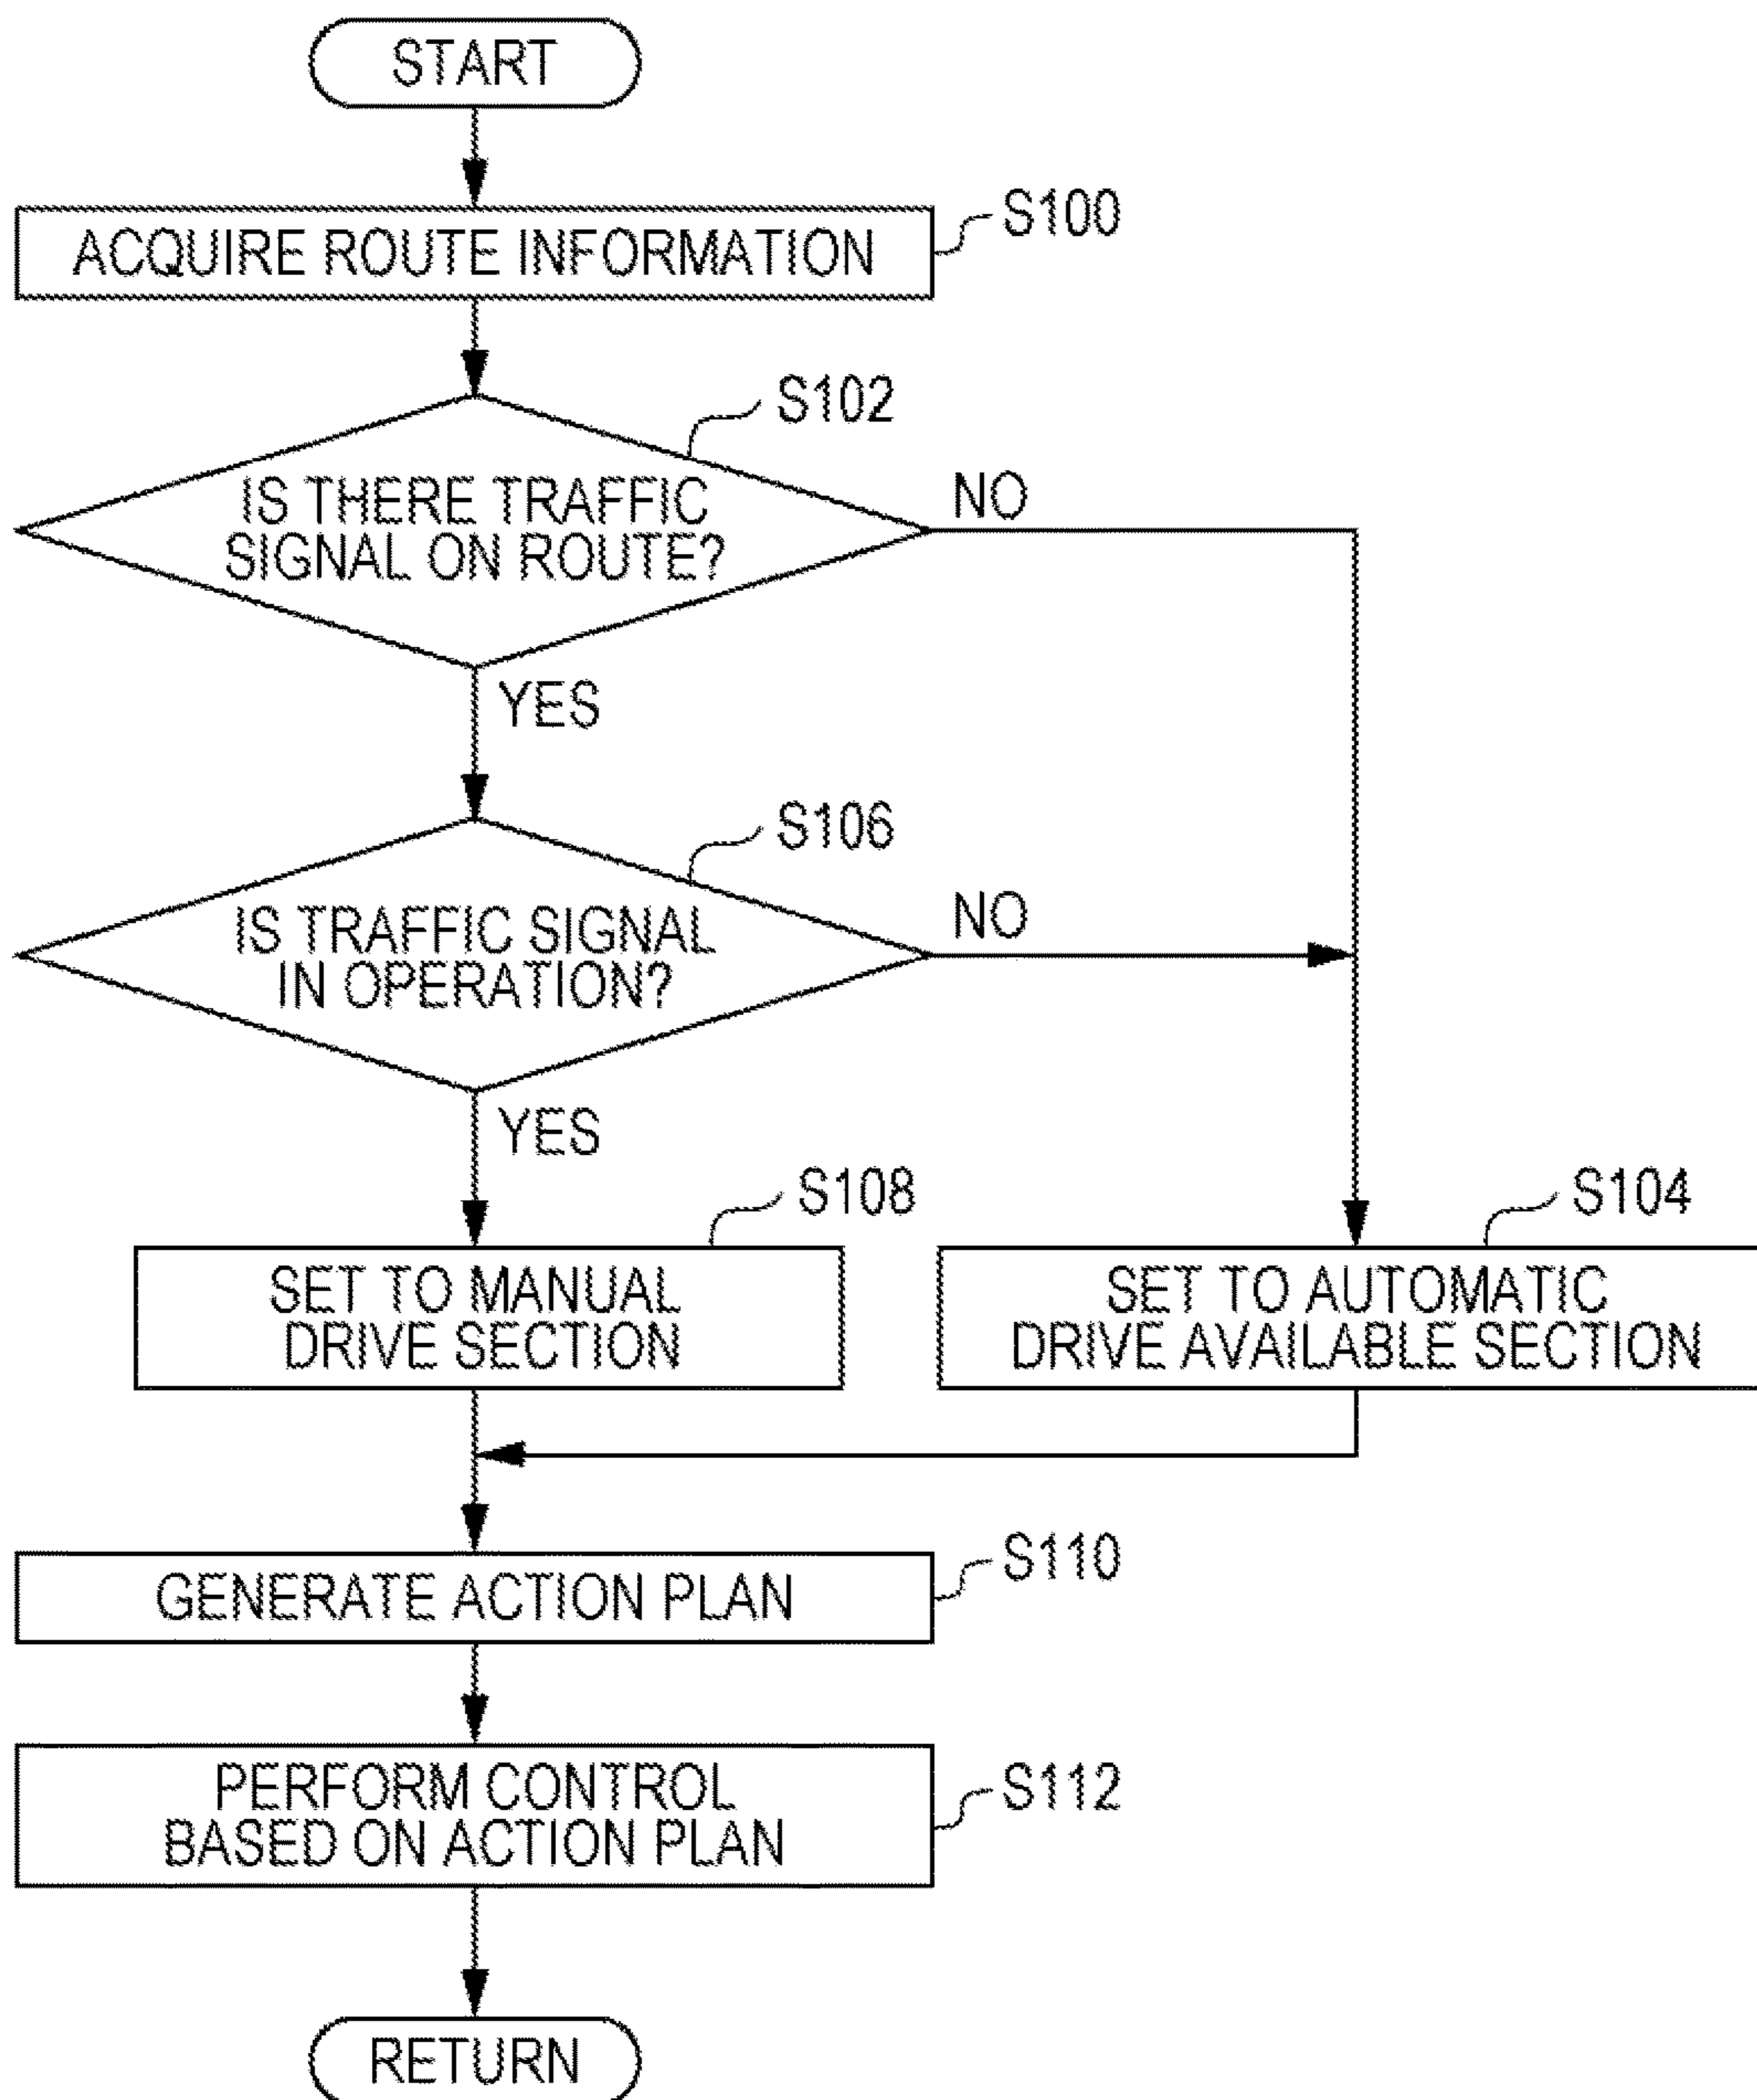 START
ACQUIRE ROUTE INFORMATION
S100
S102
IS THERE TRAFFIC
SIGNAL ON ROUTE?
NO
YES
S106
IS TRAFFIC SIGNAL
IN OPERATION?
NO
YES
S108
SET TO MANUAL
DRIVE SECTION
S104
SET TO AUTOMATIC
DRIVE AVAILABLE SECTION
GENERATE ACTION PLAN
S110
PERFORM CONTROL
BASED ON ACTION PLAN
S112
RETURN